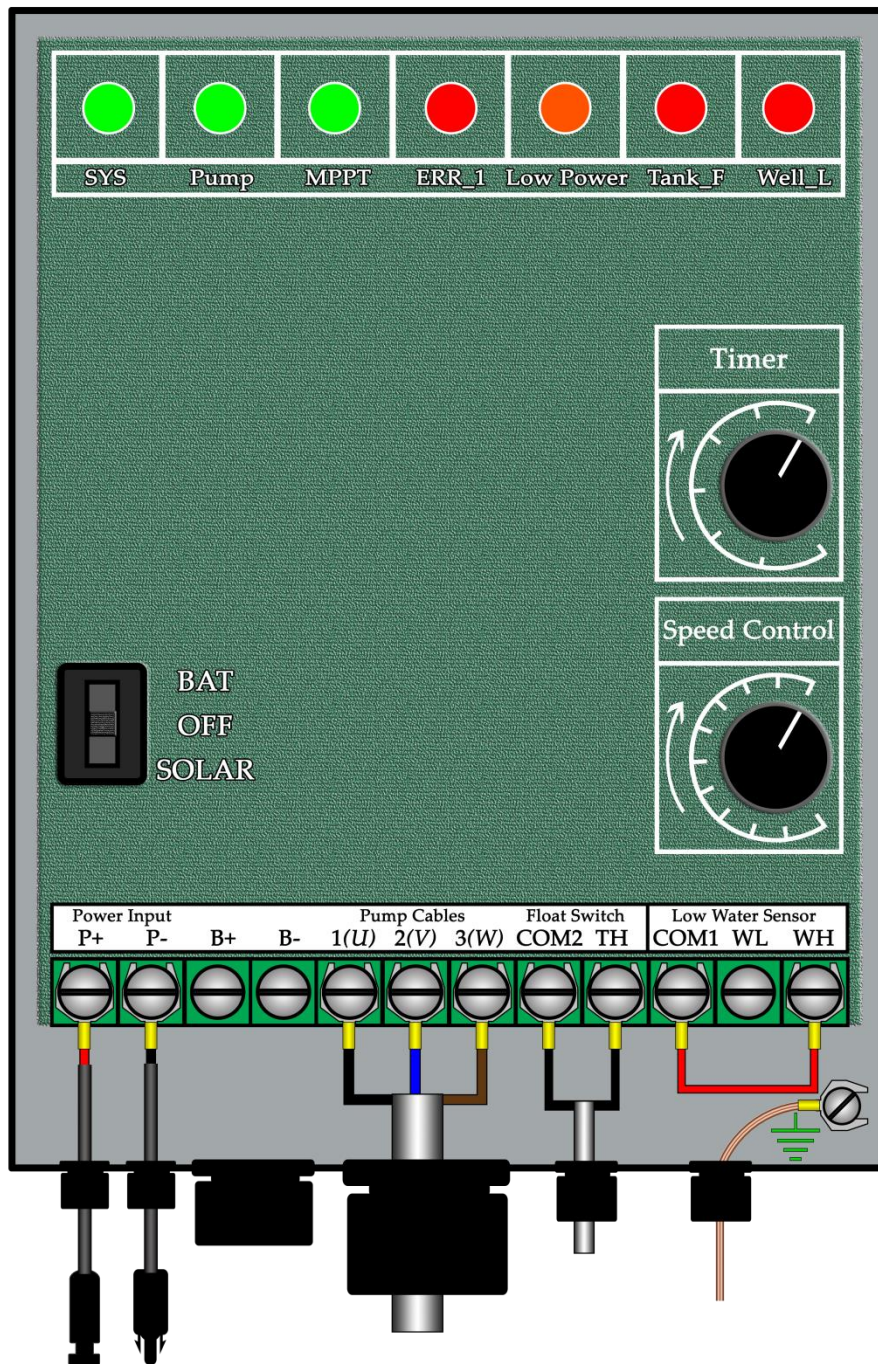 SYS Pump MPPT ERR_1 Low Power Tank_F Well_L
Timer
Speed Control
BAT
OFF
SOLAR
Power Input Pump Cables Float Switch Low Water Sensor
P+ P- B+ B- 1(U) 2(V) 3(W) COM2 TH COM1 WL WH